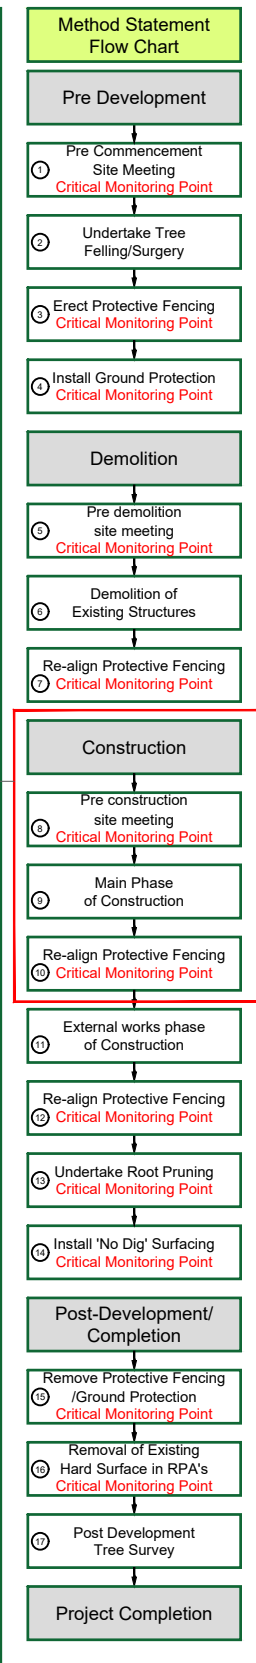 Method Statement
Flow Chart
Pre Development
1
Pre Commencement
Site Meeting
Critical Monitoring Point
2
Undertake Tree
Felling/Surgery
3
Erect Protective Fencing
Critical Monitoring Point
4
Install Ground Protection
Critical Monitoring Point
Demolition
5
Pre demolition
site meeting
Critical Monitoring Point
6
Demolition of
Existing Structures
7
Re-align Protective Fencing
Critical Monitoring Point
Construction
8
Pre construction
site meeting
Critical Monitoring Point
9
Main Phase
of Construction
10
Re-align Protective Fencing
Critical Monitoring Point
11
External works phase
of Construction
12
Re-align Protective Fencing
Critical Monitoring Point
13
Undertake Root Pruning
Critical Monitoring Point
14
Install 'No Dig' Surfacing
Critical Monitoring Point
Post-Development/
Completion
15
Remove Protective Fencing
/Ground Protection
Critical Monitoring Point
16
Removal of Existing
Hard Surface in RPA's
Critical Monitoring Point
17
Post Development
Tree Survey
Project Completion